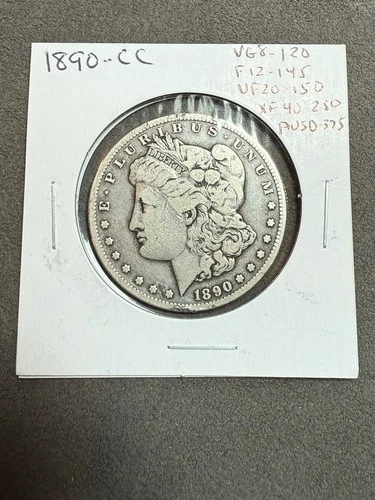 1890-CC
VG8-120
F12-145
VF20-150
XF40-250
AU50-375
E·PLURIBUS·UNUM
LIBERTY
1890